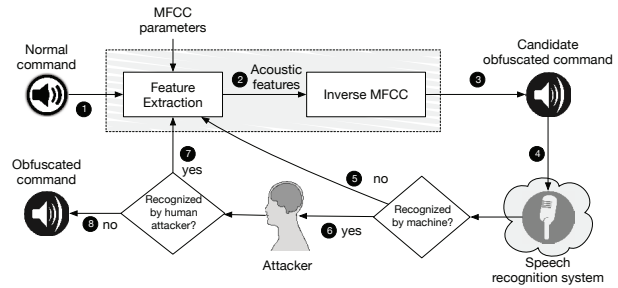 MFCC
parameters
Normal
command
Candidate
obfuscated command
1
Feature
Extraction
2
Acoustic
features
Inverse MFCC
3
4
7
yes
5
no
Obfuscated
command
8
no
Recognized
by human
attacker?
Attacker
6
yes
Recognized
by machine?
Speech
recognition system